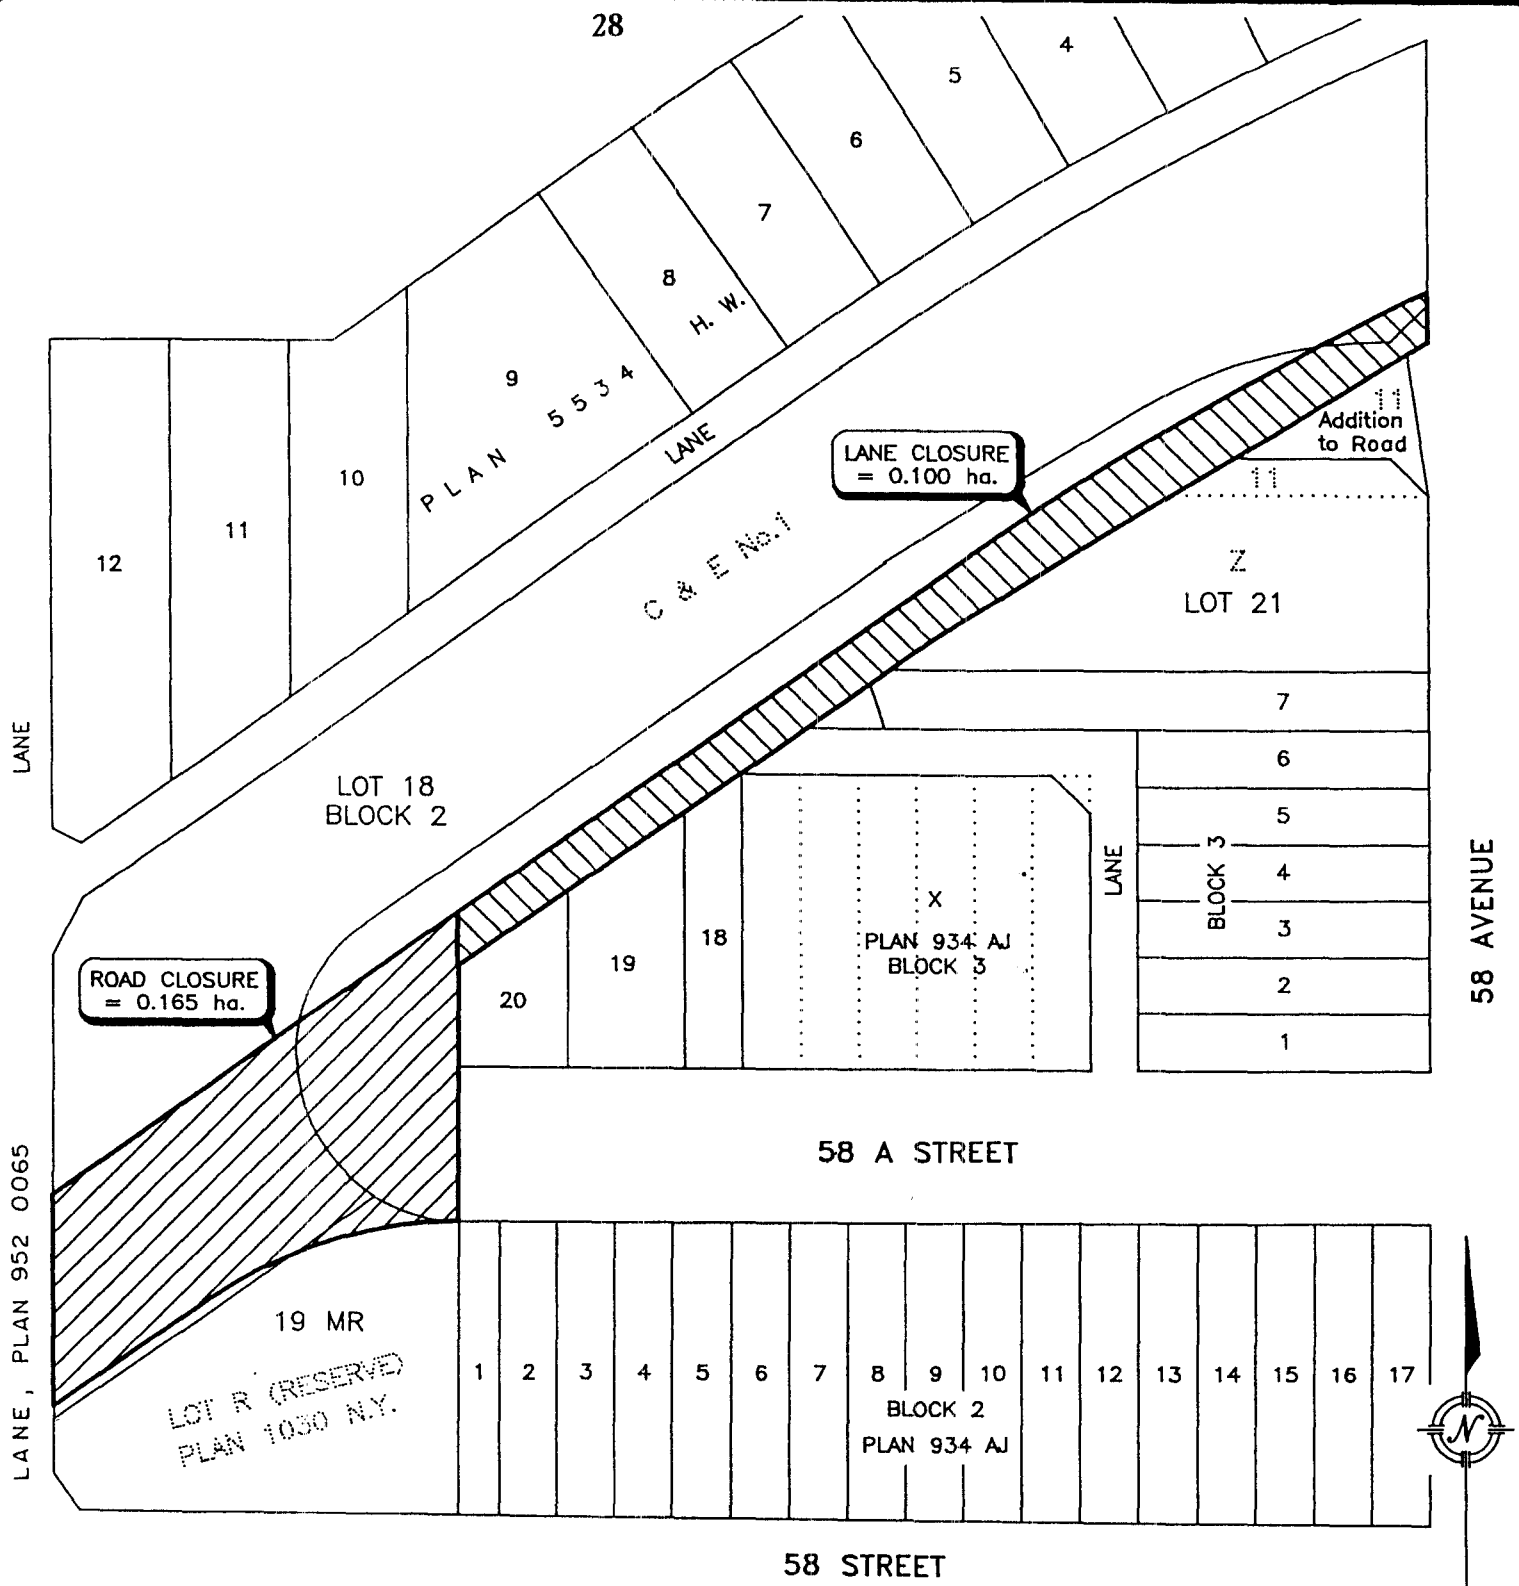 28
4
5
6
7
8
H. W.
9
PLAN 5534
LANE
10
11
12
11
Addition
to Road
LANE CLOSURE
= 0.100 ha.
11
C & E No.1
Z
LOT 21
7
LANE
LOT 18
BLOCK 2
6
5
4
3
2
1
BLOCK 3
LANE
58 AVENUE
X
PLAN 934 AJ
BLOCK 3
18
19
20
ROAD CLOSURE
= 0.165 ha.
58 A STREET
LANE, PLAN 952 0065
19 MR
LOT R (RESERVE)
PLAN 1030 N.Y.
1 2 3 4 5 6 7 8 9 10 11 12 13 14 15 16 17
BLOCK 2
PLAN 934 AJ
N
58 STREET